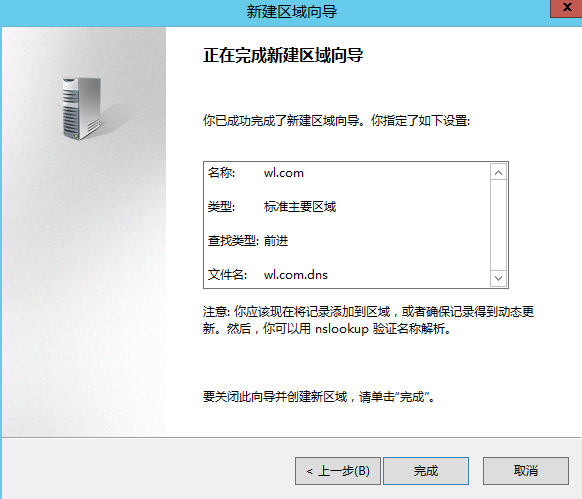 新建区域向导
正在完成新建区域向导
你已成功完成了新建区域向导。你指定了如下设置:
名称: wl.com
类型: 标准主要区域
查找类型: 前进
文件名: wl.com.dns
注意: 你应该现在将记录添加到区域，或者确保记录得到动态更
新。然后，你可以用 nslookup 验证名称解析。
要关闭此向导并创建新区域，请单击"完成"。
< 上一步(B) 完成 取消